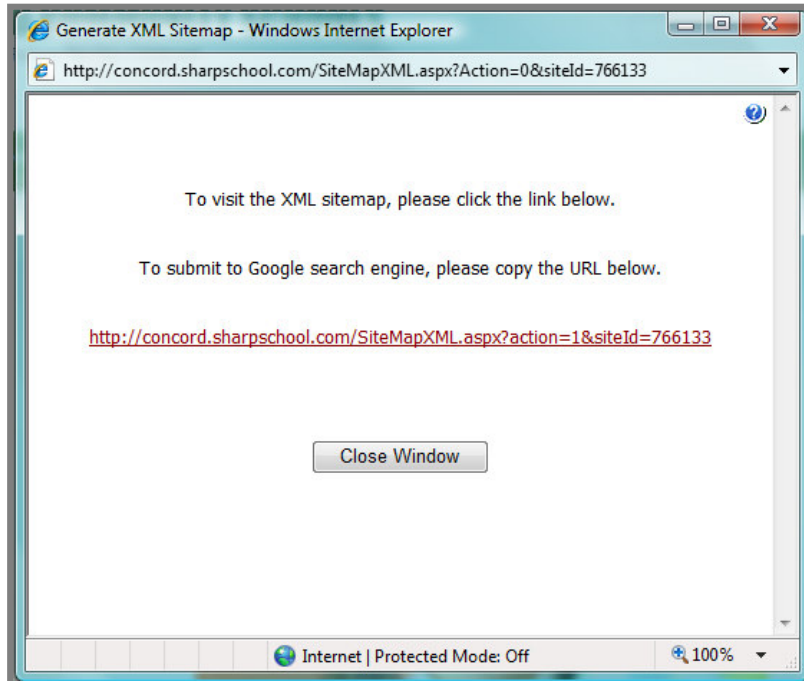 Generate XML Sitemap - Windows Internet Explorer
http://concord.sharpschool.com/SiteMapXML.aspx?Action=0&siteId=766133
To visit the XML sitemap, please click the link below.
To submit to Google search engine, please copy the URL below.
http://concord.sharpschool.com/SiteMapXML.aspx?action=1&siteId=766133
Close Window
Internet | Protected Mode: Off
100%